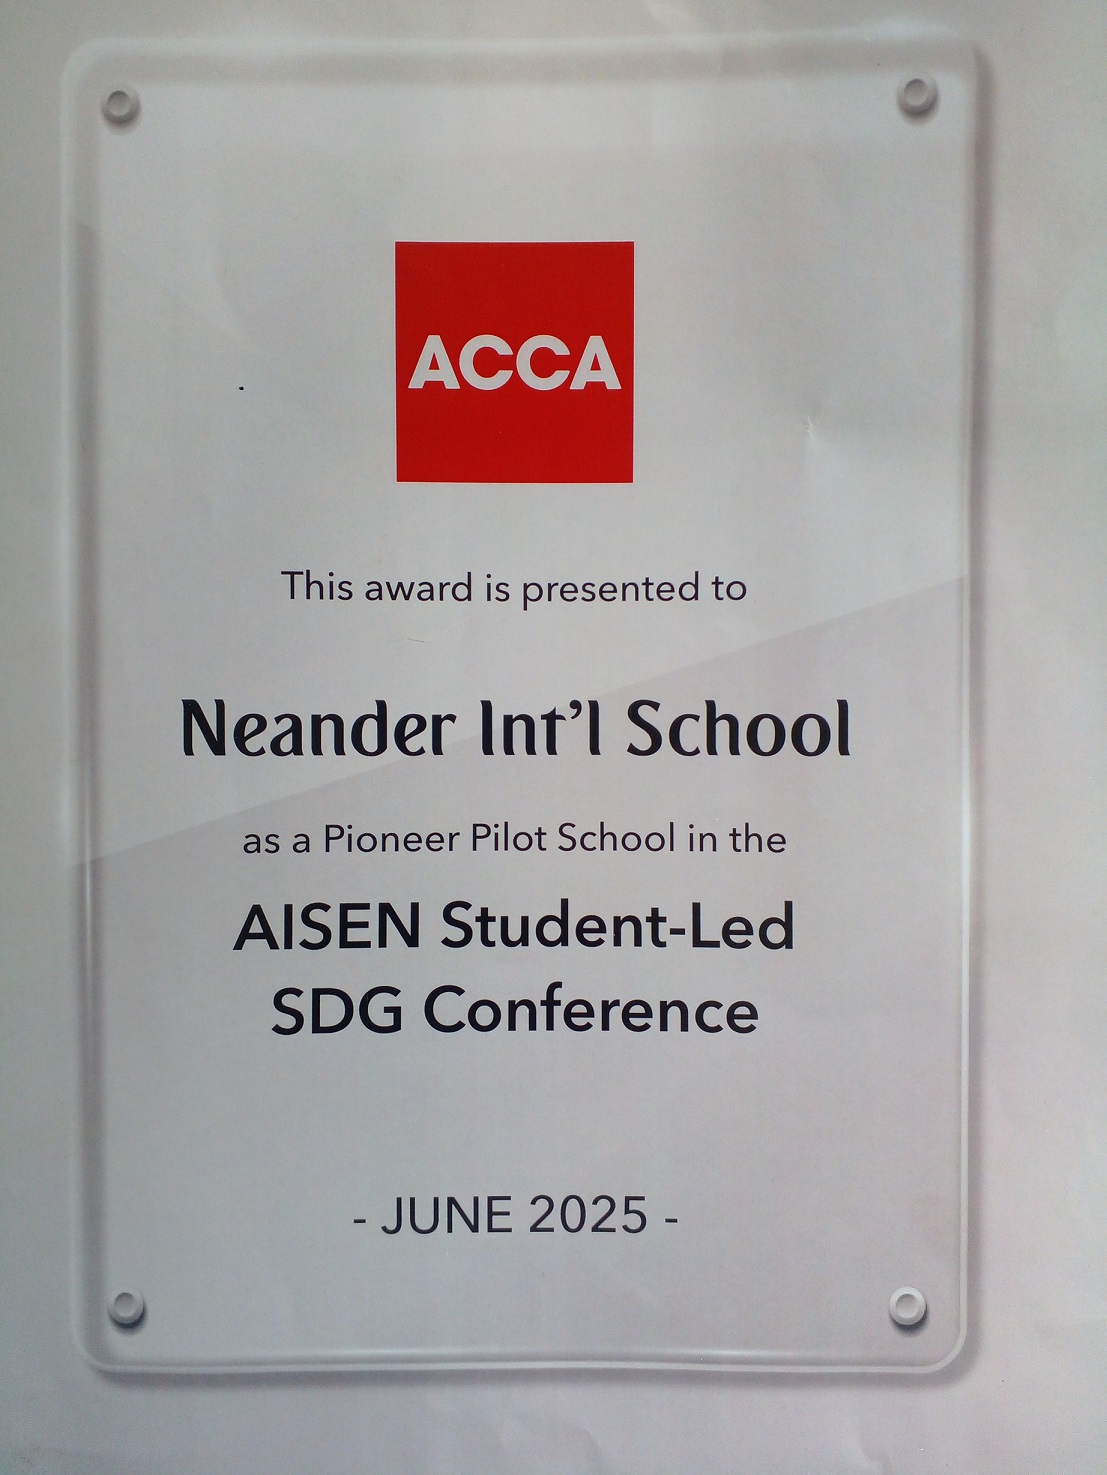 ACCA
This award is presented to
Neander Int'l School
as a Pioneer Pilot School in the
AISEN Student-Led
SDG Conference
- JUNE 2025 -